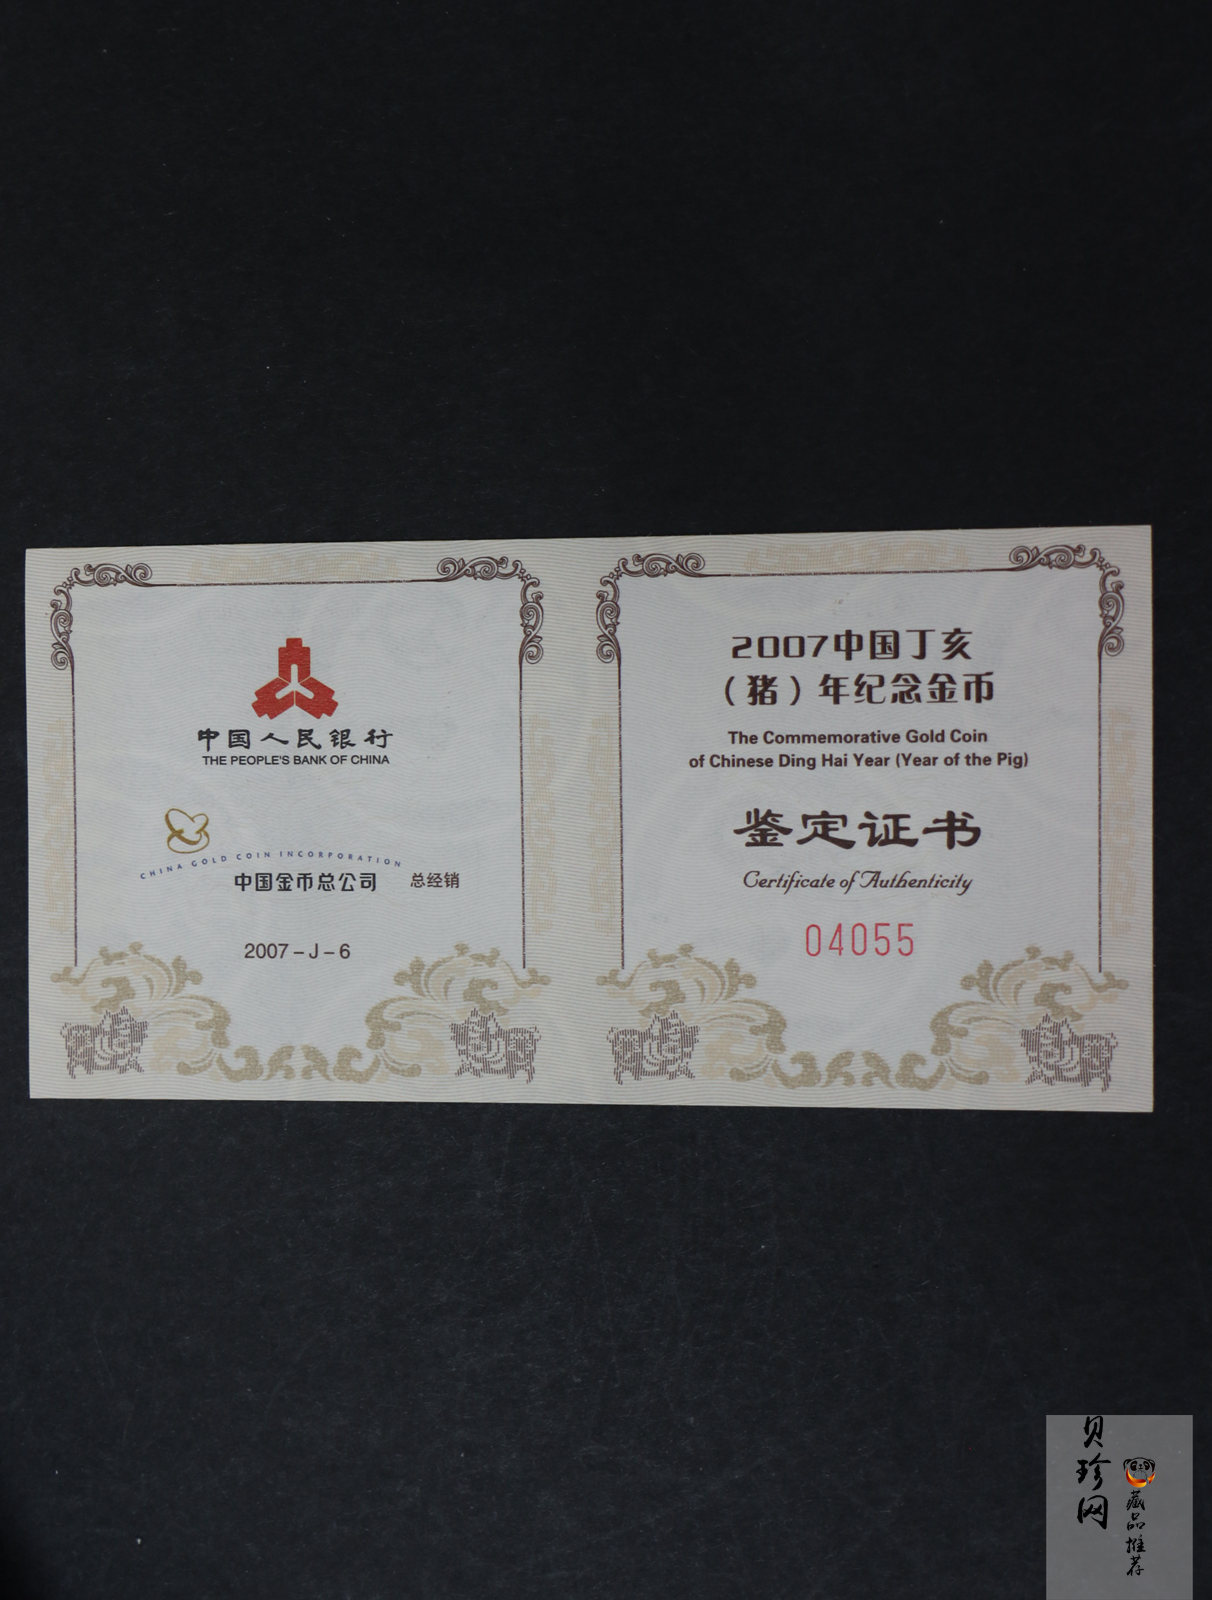 中国人民银行
THE PEOPLE'S BANK OF CHINA
CHINA GOLD COIN INCORPORATION
中国金币总公司 总经销
2007-J-6
2007中国丁亥
（猪）年纪念金币
The Commemorative Gold Coin
of Chinese Ding Hai Year (Year of the Pig)
鉴定证书
Certificate of Authenticity
04055
贝珍网
藏品推荐